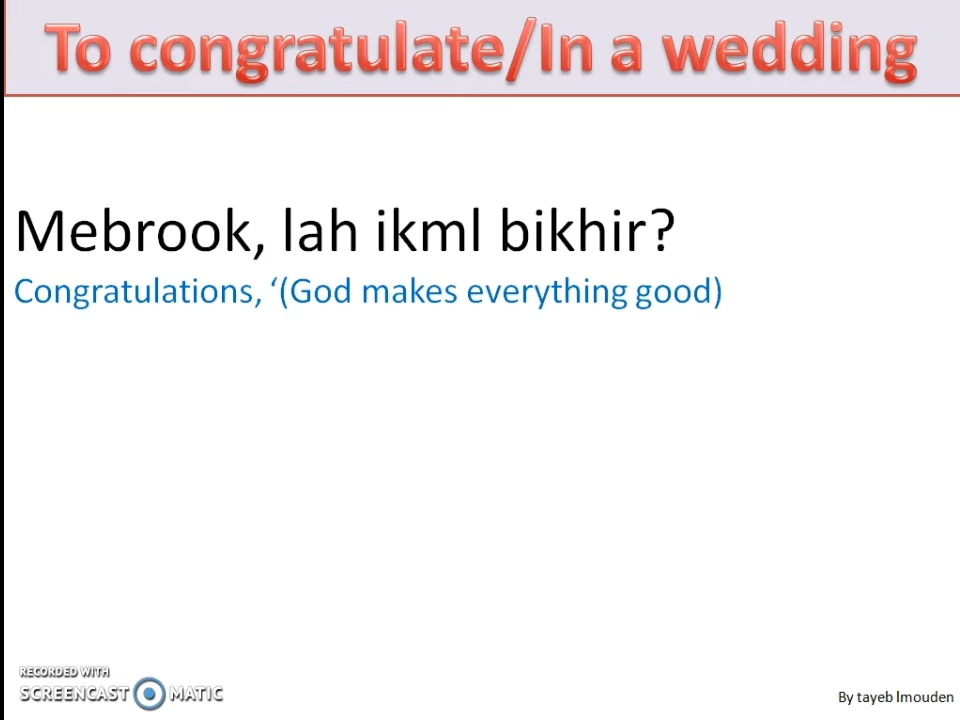 To congratulate/In a wedding
Mebrook, lah ikml bikhir?
Congratulations, ‘(God makes everything good)
RECORDED WITH
SCREENCAST MATIC
By tayeb lmouden